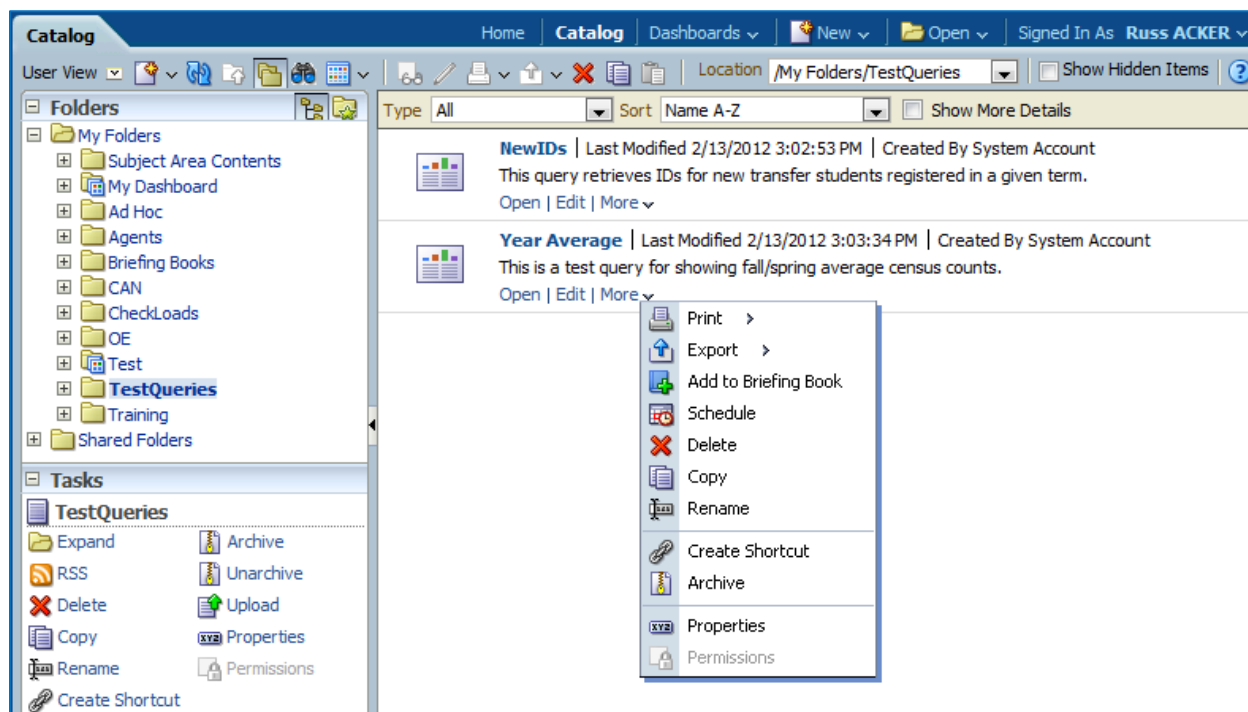 Catalog
Home Catalog Dashboards New Open Signed In As Russ ACKER
User View Location /My Folders/TestQueries Show Hidden Items
Folders
My Folders
Subject Area Contents
My Dashboard
Ad Hoc
Agents
Briefing Books
CAN
CheckLoads
OE
Test
TestQueries
Training
Shared Folders
Tasks
TestQueries
Expand Archive
RSS Unarchive
Delete Upload
Copy Properties
Rename Permissions
Create Shortcut
Type All Sort Name A-Z Show More Details
NewIDs | Last Modified 2/13/2012 3:02:53 PM | Created By System Account
This query retrieves IDs for new transfer students registered in a given term.
Open | Edit | More
Year Average | Last Modified 2/13/2012 3:03:34 PM | Created By System Account
This is a test query for showing fall/spring average census counts.
Open | Edit | More
Print
Export
Add to Briefing Book
Schedule
Delete
Copy
Rename
Create Shortcut
Archive
Properties
Permissions